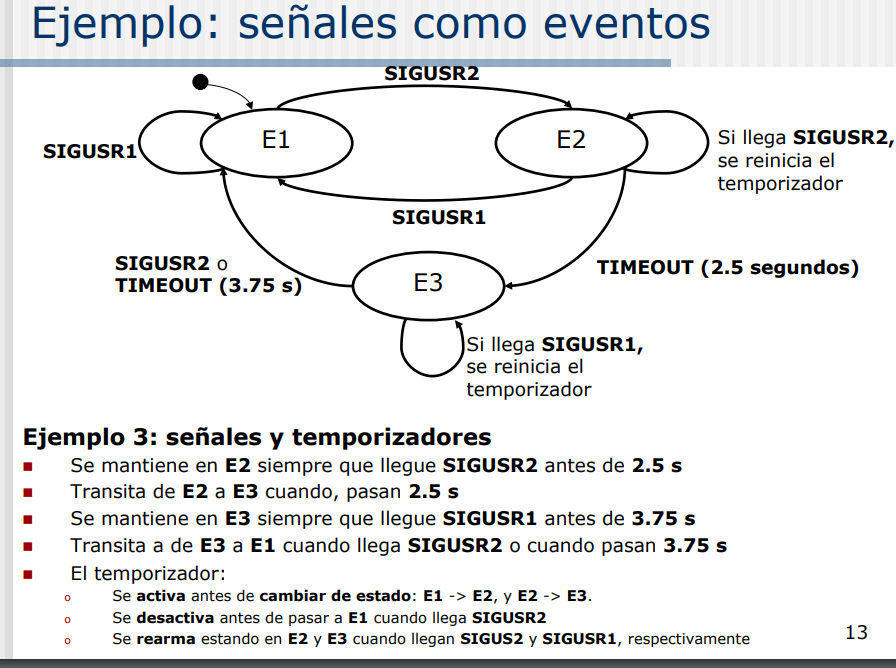 Ejemplo: señales como eventos
SIGUSR2
E1
E2
SIGUSR1
Si llega SIGUSR2,
se reinicia el
temporizador
SIGUSR1
SIGUSR2 o
TIMEOUT (3.75 s)
TIMEOUT (2.5 segundos)
E3
Si llega SIGUSR1,
se reinicia el
temporizador
Ejemplo 3: señales y temporizadores
Se mantiene en E2 siempre que llegue SIGUSR2 antes de 2.5 s
Transita de E2 a E3 cuando, pasan 2.5 s
Se mantiene en E3 siempre que llegue SIGUSR1 antes de 3.75 s
Transita a de E3 a E1 cuando llega SIGUSR2 o cuando pasan 3.75 s
El temporizador:
Se activa antes de cambiar de estado: E1 -> E2, y E2 -> E3.
Se desactiva antes de pasar a E1 cuando llega SIGUSR2
Se rearma estando en E2 y E3 cuando llegan SIGUS2 y SIGUSR1, respectivamente
13